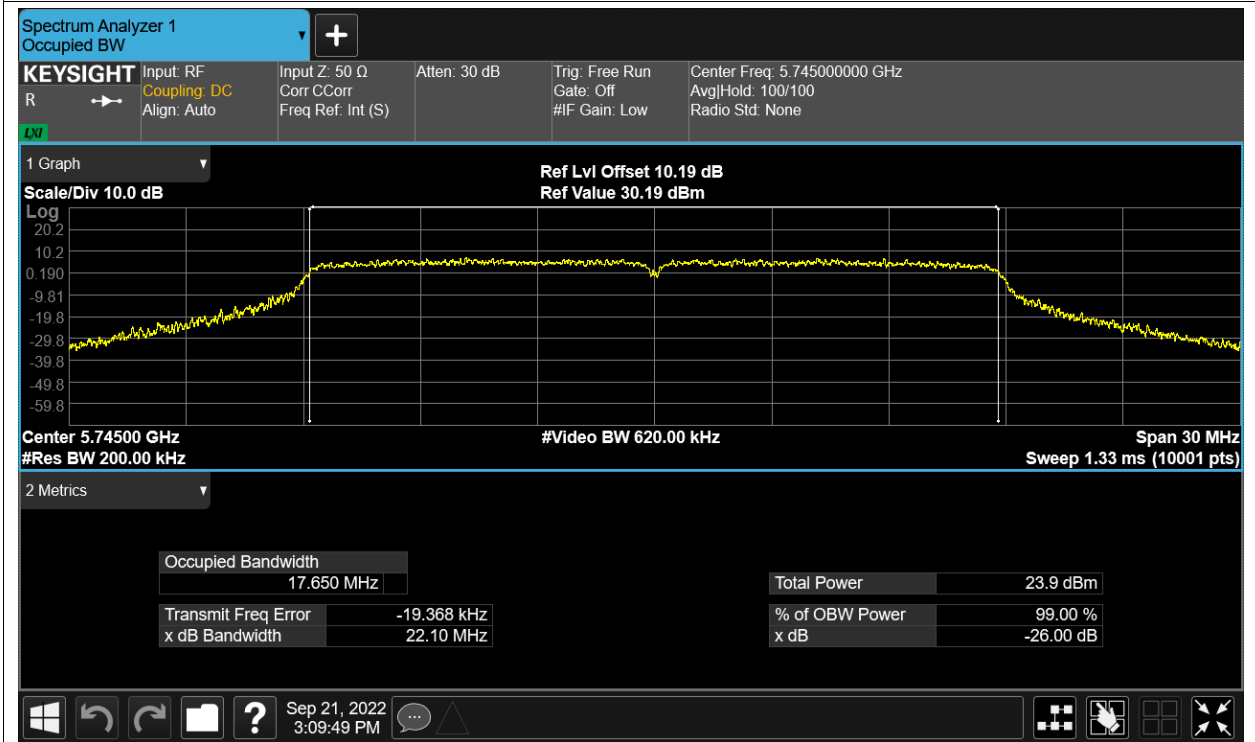 Spectrum Analyzer 1
Occupied BW
KEYSIGHT
R
LXI
Input: RF
Coupling: DC
Align: Auto
Input Z: 50 Ω
Corr CCorr
Freq Ref: Int (S)
Atten: 30 dB
Trig: Free Run
Gate: Off
#IF Gain: Low
Center Freq: 5.745000000 GHz
Avg|Hold: 100/100
Radio Std: None
1 Graph
Scale/Div 10.0 dB
Ref Lvl Offset 10.19 dB
Ref Value 30.19 dBm
Log
20.2
10.2
0.190
-9.81
-19.8
-29.8
-39.8
-49.8
-59.8
Center 5.74500 GHz
#Video BW 620.00 kHz
Span 30 MHz
#Res BW 200.00 kHz
Sweep 1.33 ms (10001 pts)
2 Metrics
Occupied Bandwidth
17.650 MHz
Total Power 23.9 dBm
Transmit Freq Error -19.368 kHz
% of OBW Power 99.00 %
x dB Bandwidth 22.10 MHz
x dB -26.00 dB
?
Sep 21, 2022
3:09:49 PM